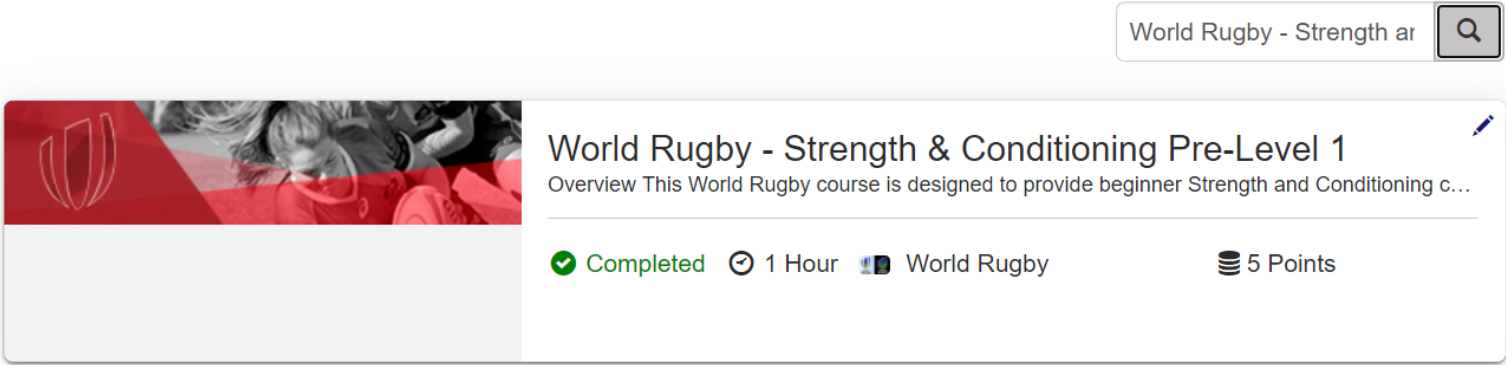 World Rugby - Strength ar
World Rugby - Strength & Conditioning Pre-Level 1
Overview This World Rugby course is designed to provide beginner Strength and Conditioning c…
Completed 1 Hour World Rugby 5 Points